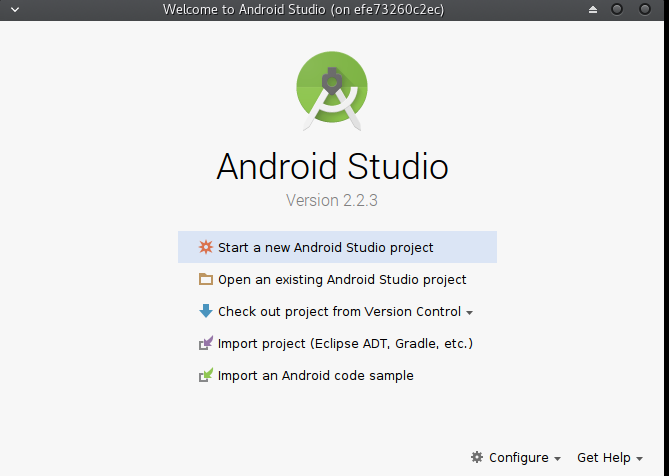 Welcome to Android Studio (on efe73260c2ec)
Android Studio
Version 2.2.3
Start a new Android Studio project
Open an existing Android Studio project
Check out project from Version Control
Import project (Eclipse ADT, Gradle, etc.)
Import an Android code sample
Configure Get Help